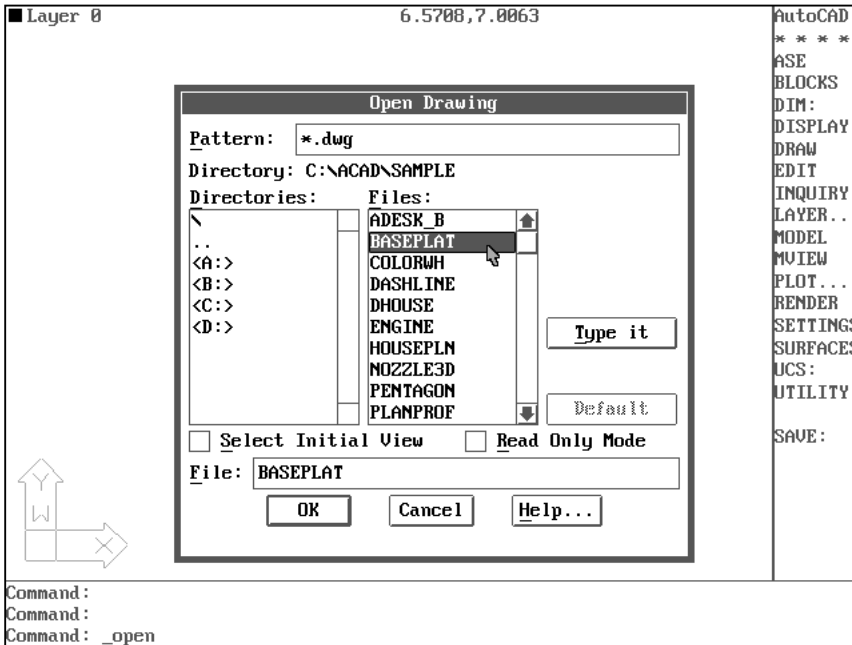 Layer 0 6.5708,7.0063 AutoCAD
* * * *
ASE
BLOCKS
DIM:
DISPLAY
DRAW
EDIT
INQUIRY
LAYER..
MODEL
MVIEW
PLOT...
RENDER
SETTINGS
SURFACES
UCS:
UTILITY
SAVE:
Open Drawing
Pattern: *.dwg
Directory: C:\ACAD\SAMPLE
Directories: Files:
\ ADESK_B
.. BASEPLAT
<A:> COLORWH
<B:> DASHLINE
<C:> DHOUSE
<D:> ENGINE
HOUSEPLN
NOZZLE3D
PENTAGON
PLANPROF
Type it
Default
Select Initial View Read Only Mode
File: BASEPLAT
OK Cancel Help...
Y
W
X
Command:
Command:
Command: _open